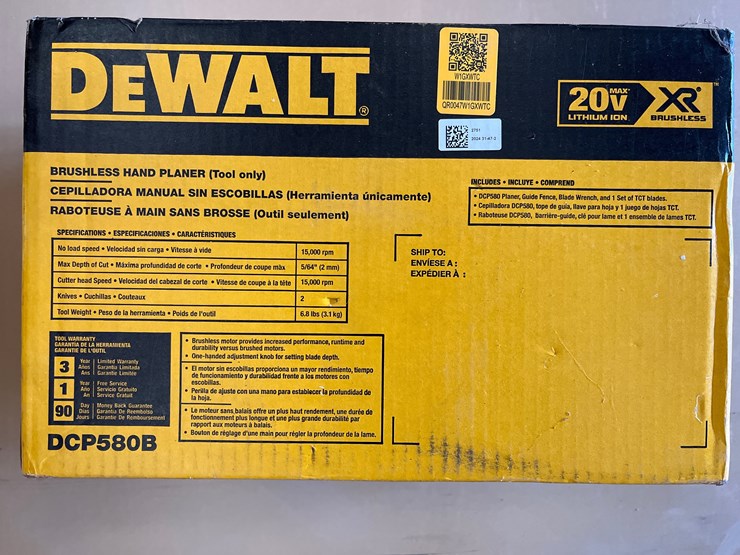 DEWALT®
W1GXWTC
QR0047W1GXWTC
20V MAX™
LITHIUM ION
XR
BRUSHLESS
BRUSHLESS HAND PLANER (Tool only)
CEPILLADORA MANUAL SIN ESCOBILLAS (Herramienta únicamente)
RABOTEUSE À MAIN SANS BROSSE (Outil seulement)
INCLUDES • INCLUYE • COMPREND
• DCP580 Planer, Guide Fence, Blade Wrench, and 1 Set of TCT blades.
• Cepilladora DCP580, tope de guía, llave para hoja y 1 juego de hojas TCT.
• Raboteuse DCP580, Barrière-guide, clé pour lame et 1 ensemble de lames TCT.
SPECIFICATIONS • ESPECIFICACIONES • CARACTÉRISTICS
No load speed • Velocidad sin carga • Vitesse à vide 15,000 rpm
Max Depth of Cut • Máxima profundidad de corte • Profondeur de coupe màx 5/64" (2 mm)
Cutter head Speed • Velocidad del cabezal de corte • Vitesse de coupe à la tête 15,000 rpm
Knives • Cuchillas • Couteaux 2
Tool Weight • Peso de la herramienta • Poids de l'outil 6.8 lbs (3.1 kg)
SHIP TO:
ENVÍESE A :
EXPÉDIER À :
TOOL WARRANTY
GARANTÍA DE LA HERRAMIENTA
GARANTIE DE L'OUTIL
3 Year Años Ans Limited Warranty Garantía Limitada Garantie Limitée
1 Year Año An Free Service Servicio Gratuito Service Gratuit
90 Day Días Jours Money Back Guarantee Garantía De Reembolso Garantie De Remboursement
• Brushless motor provides increased performance, runtime and
durability versus brushed motors.
• One-handed adjustment knob for setting blade depth.
• El motor sin escobillas proporciona un mayor rendimiento, tiempo
de funcionamiento y durabilidad frente a los motores con
escobillas.
• Perilla de ajuste con una mano para establecer la profundidad de
la hoja.
• Le moteur sans balais offre un plus haut rendement, une durée de
fonctionnement plus longue et une plus grande durabilité par
rapport aux moteurs à balais.
• Bouton de réglage d'une main pour régler la profondeur de la lame.
DCP580B